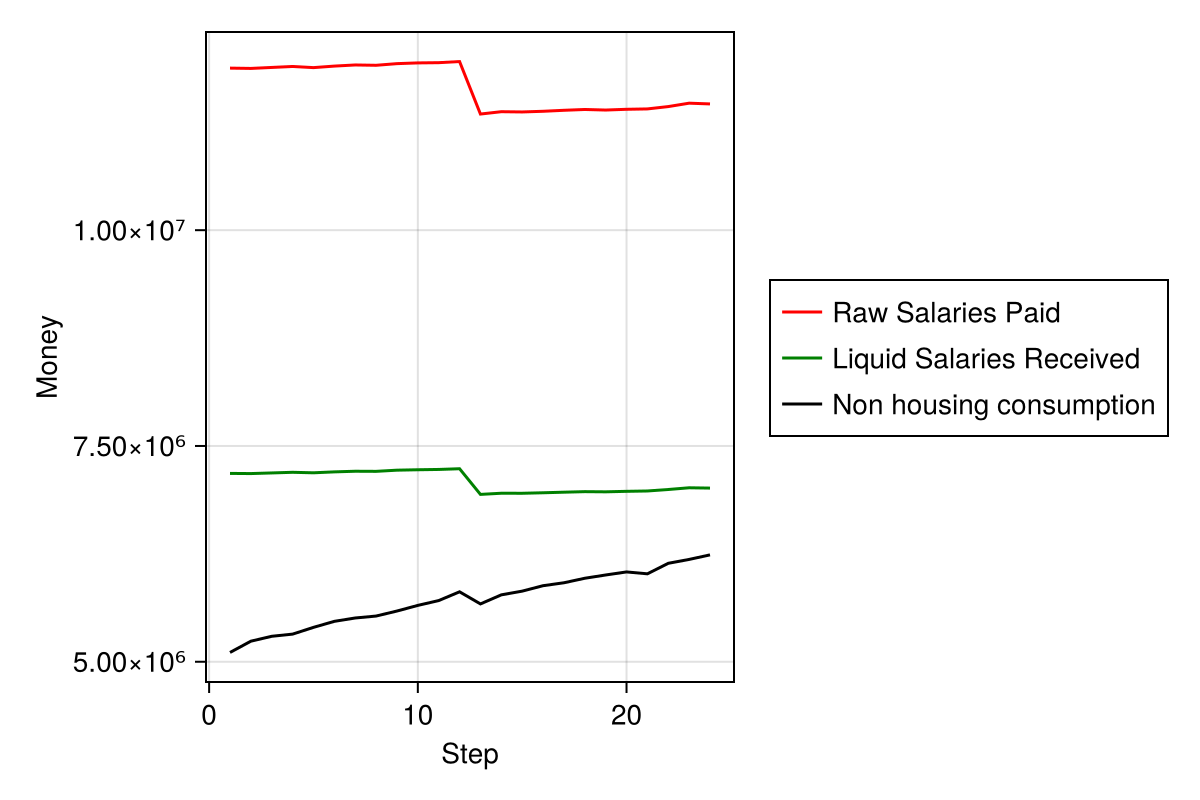 1.00×10⁷
7.50×10⁶
5.00×10⁶
Money
0 10 20
Step
Raw Salaries Paid
Liquid Salaries Received
Non housing consumption